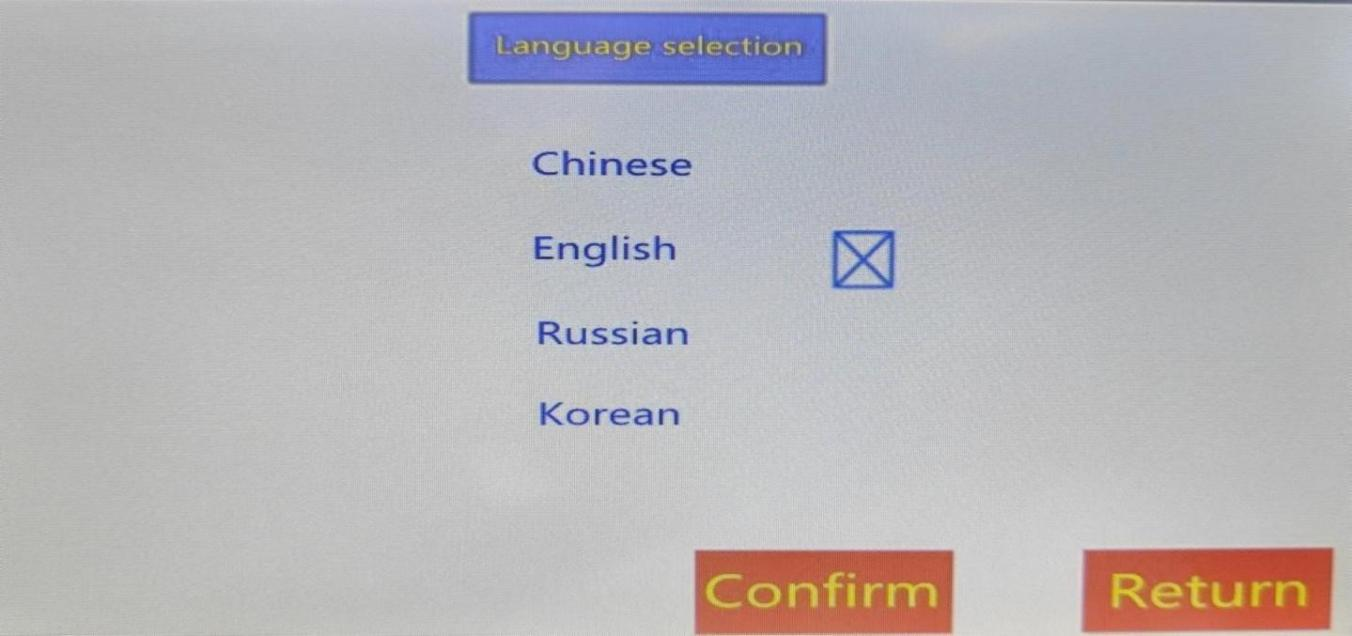 Language selection
Chinese
English
Russian
Korean
Confirm Return